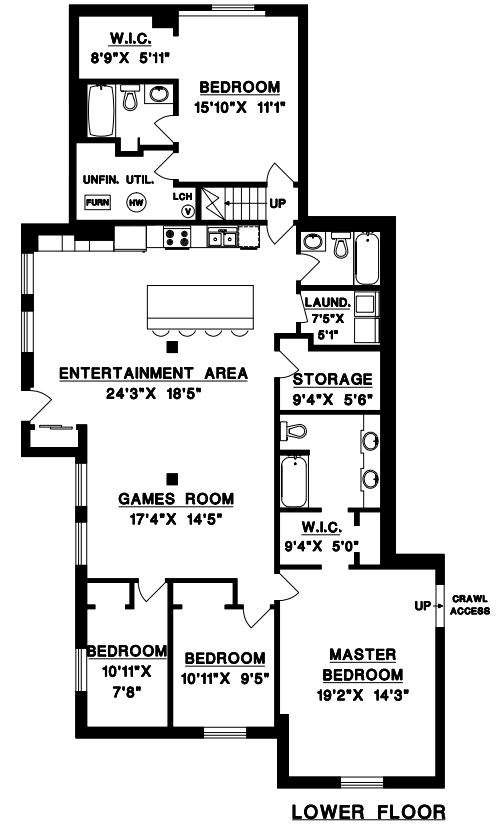 W.I.C.
8'9"X 5'11"
BEDROOM
15'10"X 11'1"
UNFIN. UTIL.
FURN
HW
LCH
V
UP
LAUND.
7'5"X
5'1"
ENTERTAINMENT AREA
24'3"X 18'5"
STORAGE
9'4"X 5'6"
GAMES ROOM
17'4"X 14'5"
W.I.C.
9'4"X 5'0"
UP
CRAWL
ACCESS
BEDROOM
10'11"X
7'8"
BEDROOM
10'11"X 9'5"
MASTER
BEDROOM
19'2"X 14'3"
LOWER FLOOR